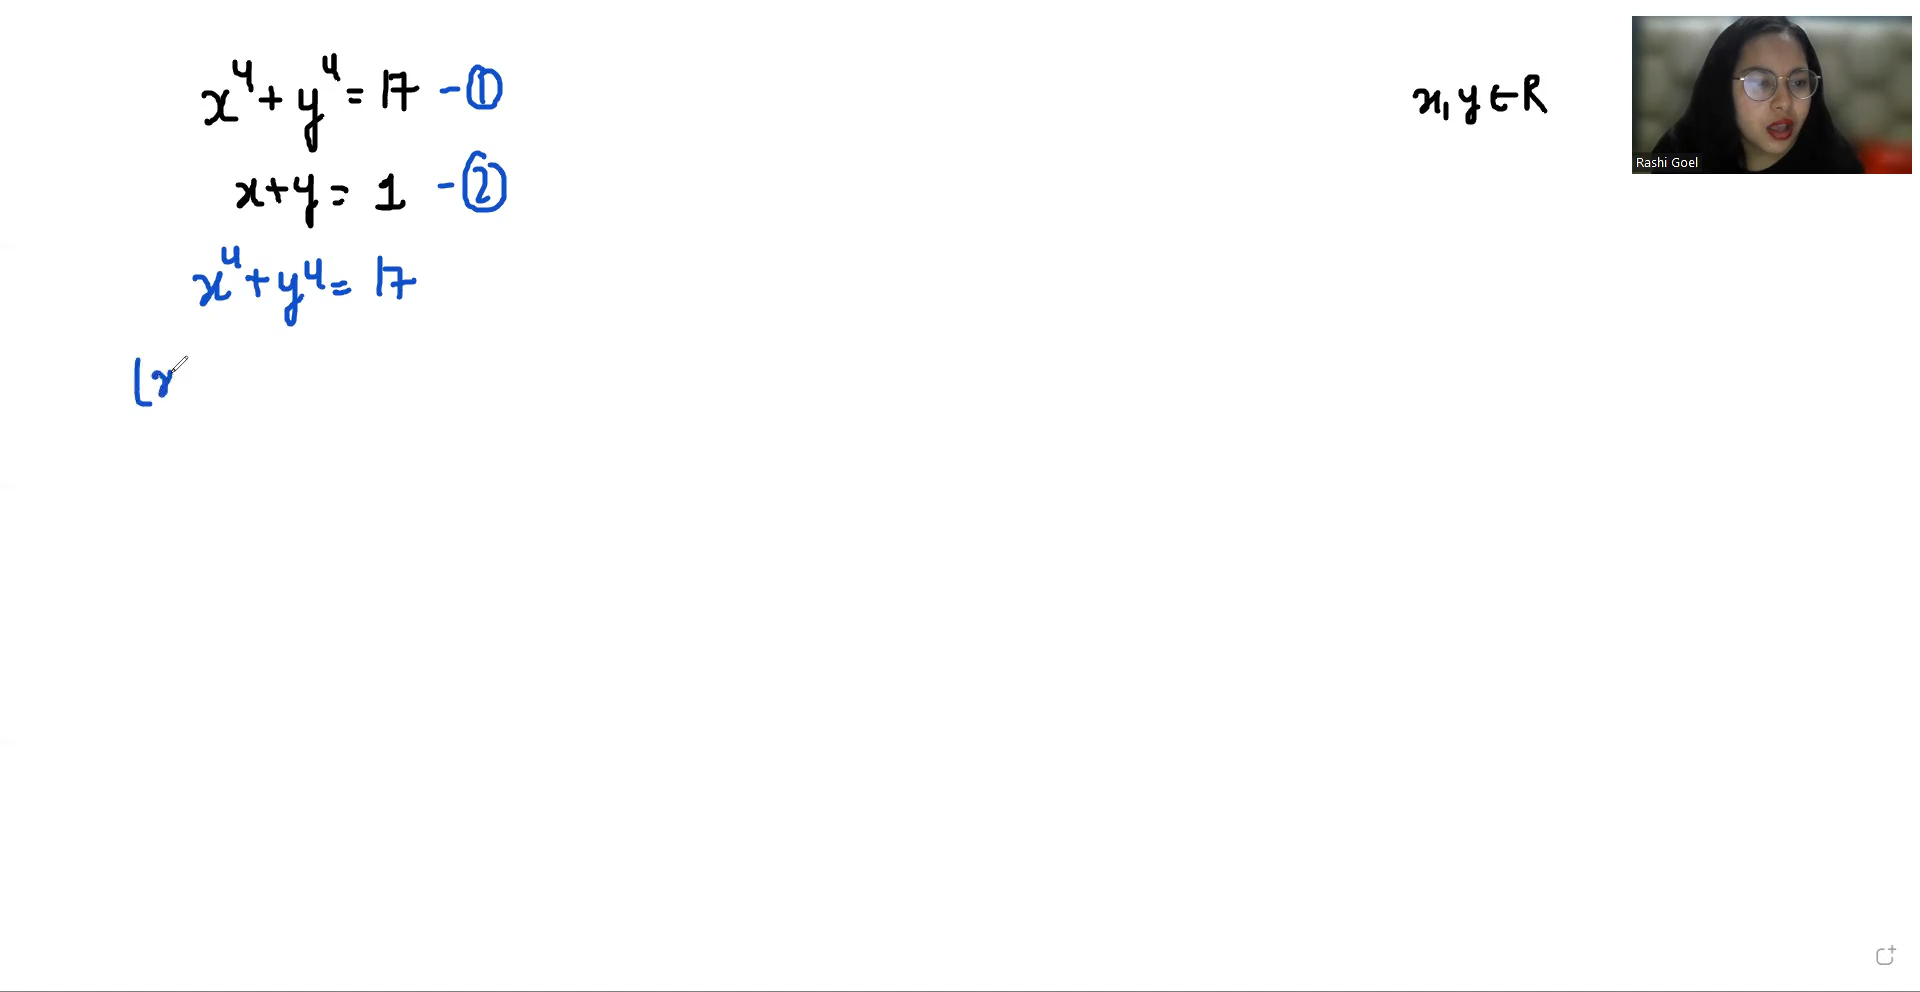 x⁴ + y⁴ = 17 - ①
x, y ∈ R
Rashi Goel
x + y = 1 - ②
x⁴ + y⁴ = 17
[x